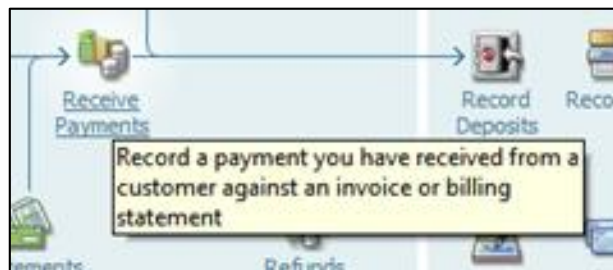 Receive
Payments
Record
Deposits
Record a payment you have received from a
customer against an invoice or billing
statement
Refunds